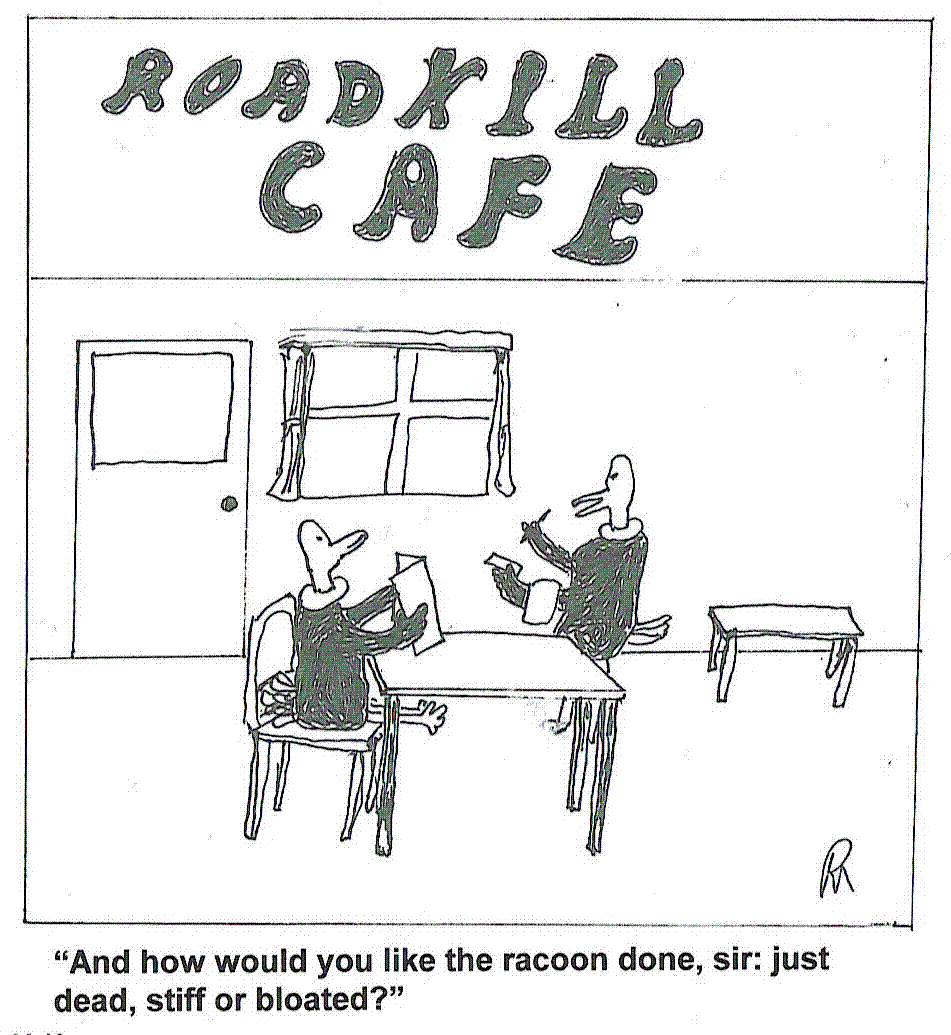 ROADKILL
CAFE
“And how would you like the racoon done, sir: just
dead, stiff or bloated?”